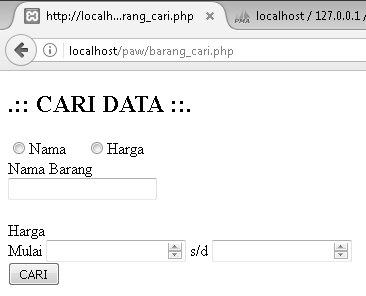 http://localh...rang_cari.php
localhost / 127.0.0.1 /
localhost/paw/barang_cari.php
.:: CARI DATA ::.
Nama Harga
Nama Barang
Harga
Mulai s/d
CARI